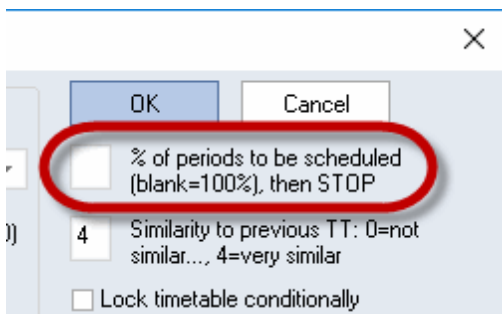 OK
Cancel
% of periods to be scheduled
(blank=100%), then STOP
)
4
Similarity to previous TT: 0=not
similar..., 4=very similar
Lock timetable conditionally